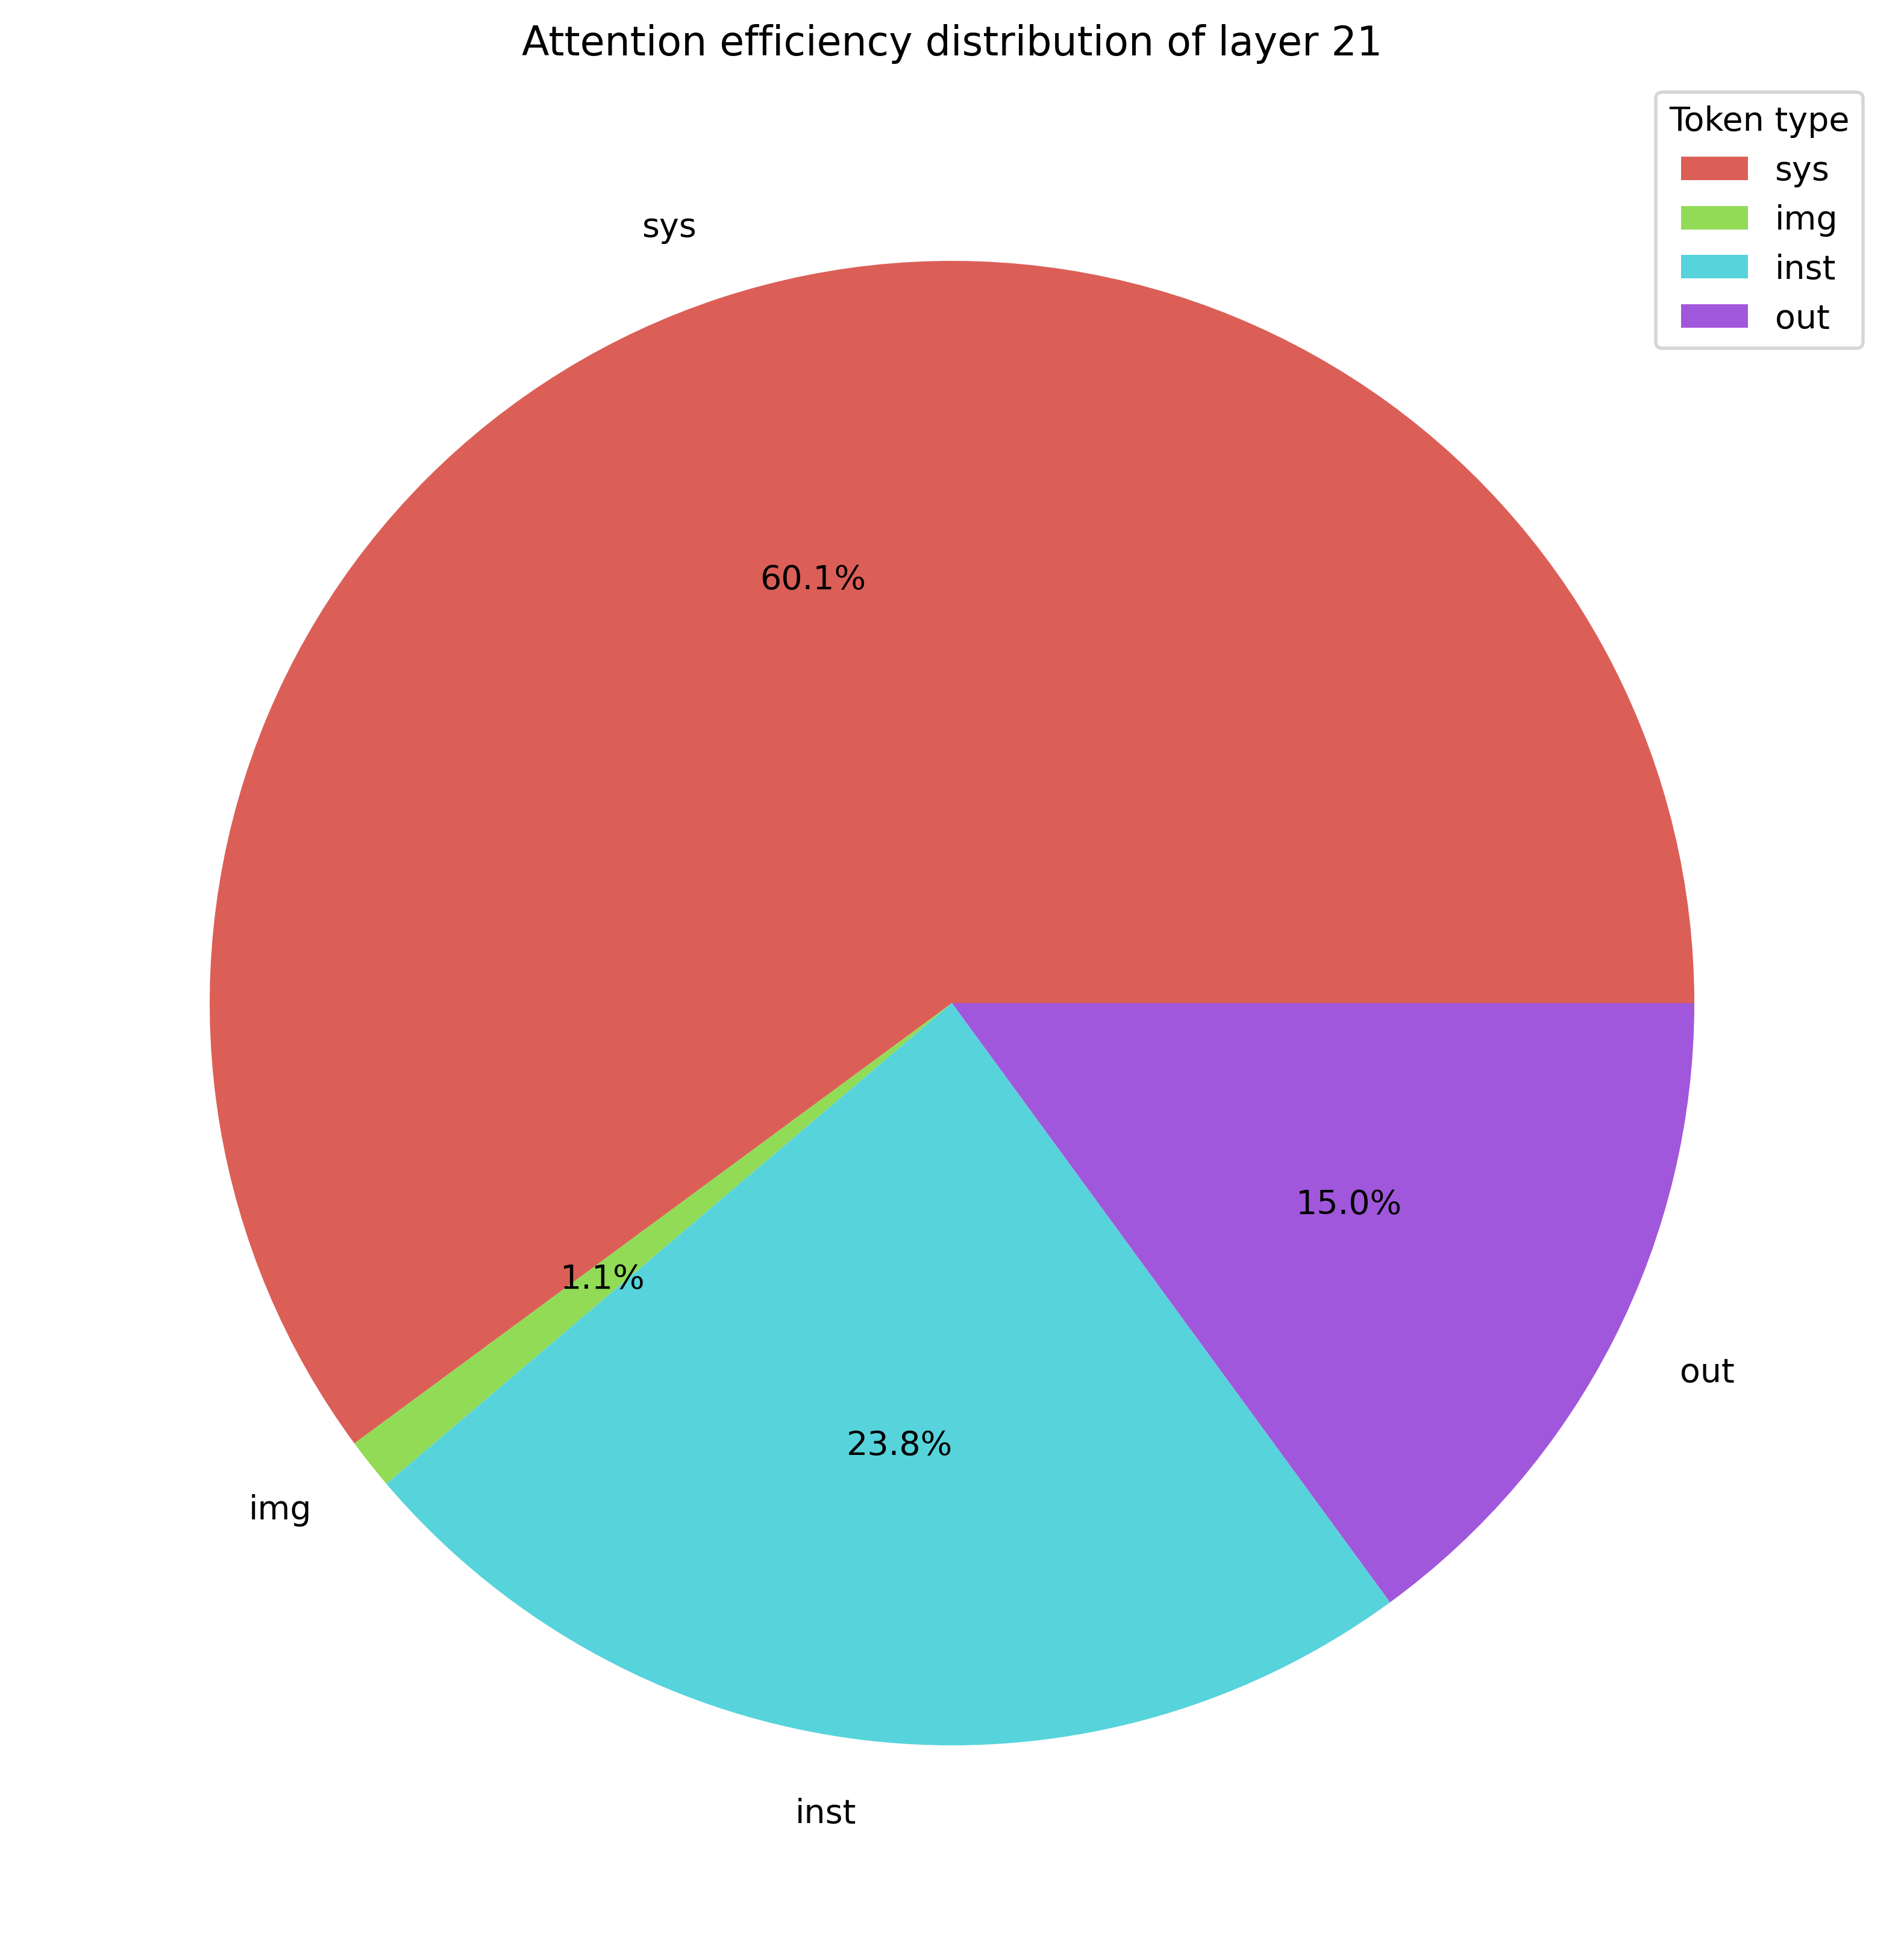 Attention efficiency distribution of layer 21
Token type
sys
img
inst
out
sys
60.1%
1.1%
15.0%
out
23.8%
img
inst